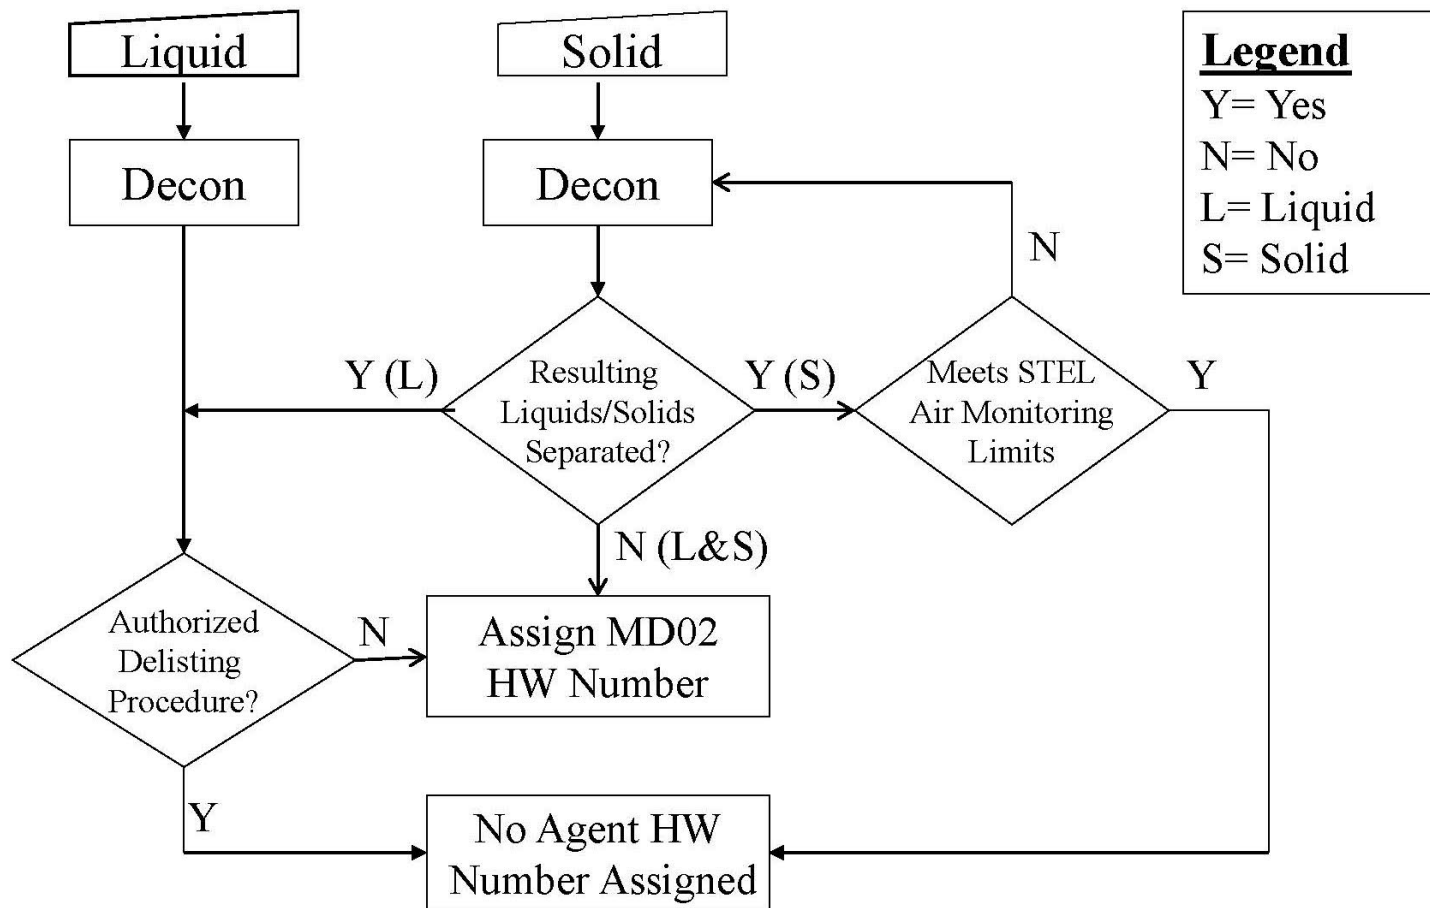 Liquid
Solid
Legend
Y= Yes
N= No
L= Liquid
S= Solid
Decon
Decon
N
Y (L)
Resulting
Liquids/Solids
Separated?
Y (S)
Meets STEL
Air Monitoring
Limits
Y
N (L&S)
Authorized
Delisting
Procedure?
N
Assign MD02
HW Number
Y
No Agent HW
Number Assigned